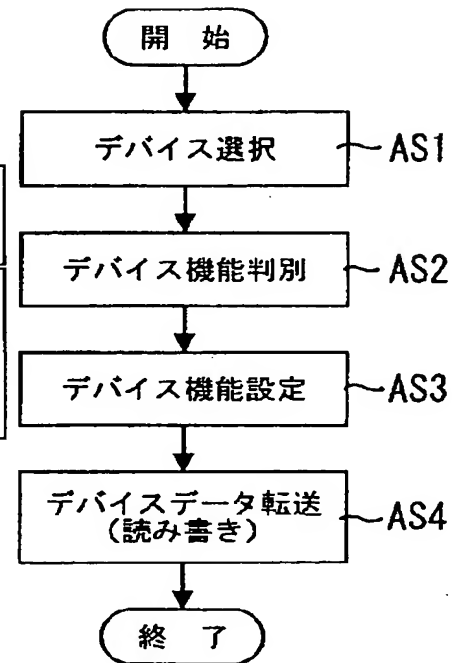 開 始
デバイス選択 AS1
デバイス機能判別 AS2
デバイス機能設定 AS3
デバイスデータ転送
(読み書き) AS4
終 了